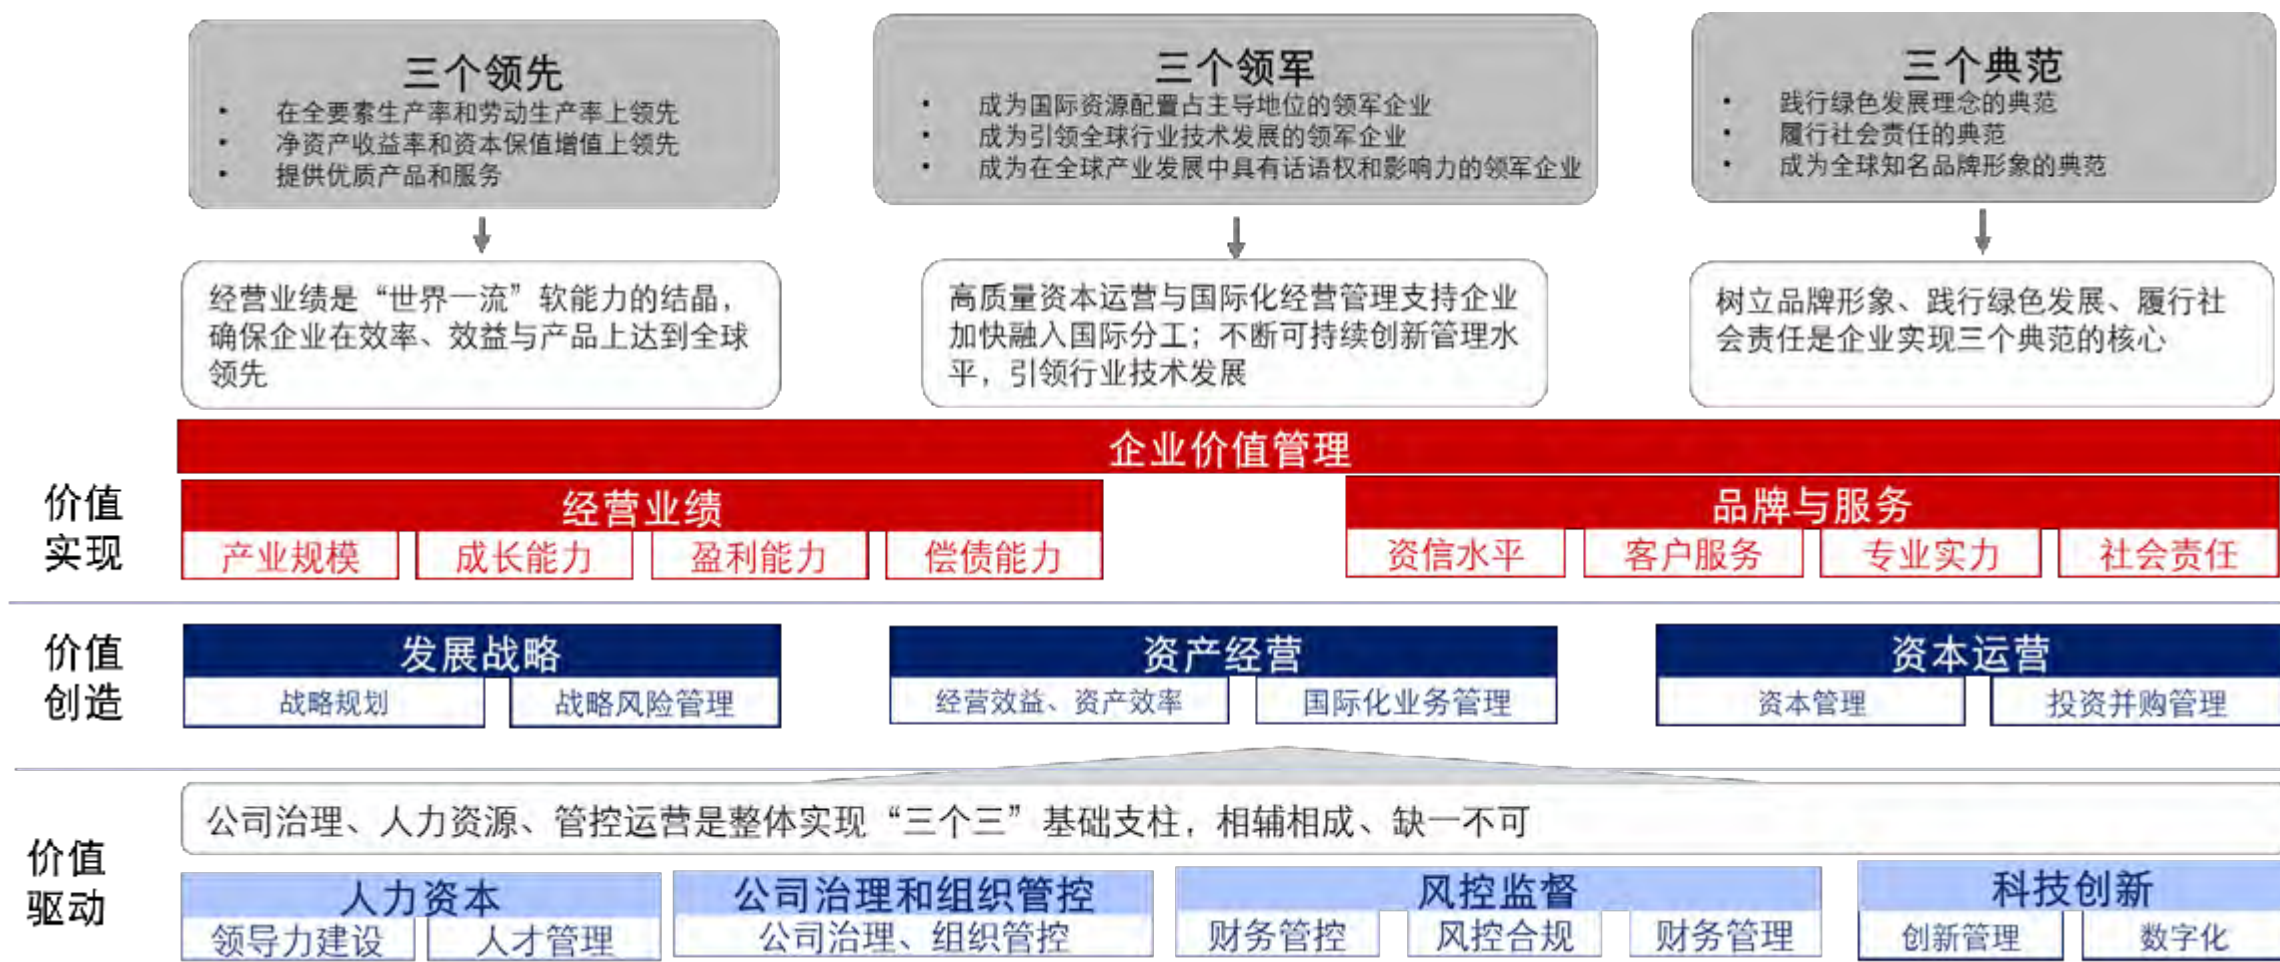 三个领先
• 在全要素生产率和劳动生产率上领先
• 净资产收益率和资本保值增值上领先
• 提供优质产品和服务
三个领军
• 成为国际资源配置占主导地位的领军企业
• 成为引领全球行业技术发展的领军企业
• 成为在全球产业发展中具有话语权和影响力的领军企业
三个典范
• 践行绿色发展理念的典范
• 履行社会责任的典范
• 成为全球知名品牌形象的典范
经营业绩是“世界一流”软能力的结晶，
确保企业在效率、效益与产品上达到全球
领先
高质量资本运营与国际化经营管理支持企业
加快融入国际分工；不断可持续创新管理水
平，引领行业技术发展
树立品牌形象、践行绿色发展、履行社
会责任是企业实现三个典范的核心
企业价值管理
价值
实现
经营业绩
产业规模
成长能力
盈利能力
偿债能力
品牌与服务
资信水平
客户服务
专业实力
社会责任
价值
创造
发展战略
战略规划
战略风险管理
资产经营
经营效益、资产效率
国际化业务管理
资本运营
资本管理
投资并购管理
价值
驱动
公司治理、人力资源、管控运营是整体实现“三个三”基础支柱，相辅相成、缺一不可
人力资本
领导力建设
人才管理
公司治理和组织管控
公司治理、组织管控
风控监督
财务管控
风控合规
财务管理
科技创新
创新管理
数字化